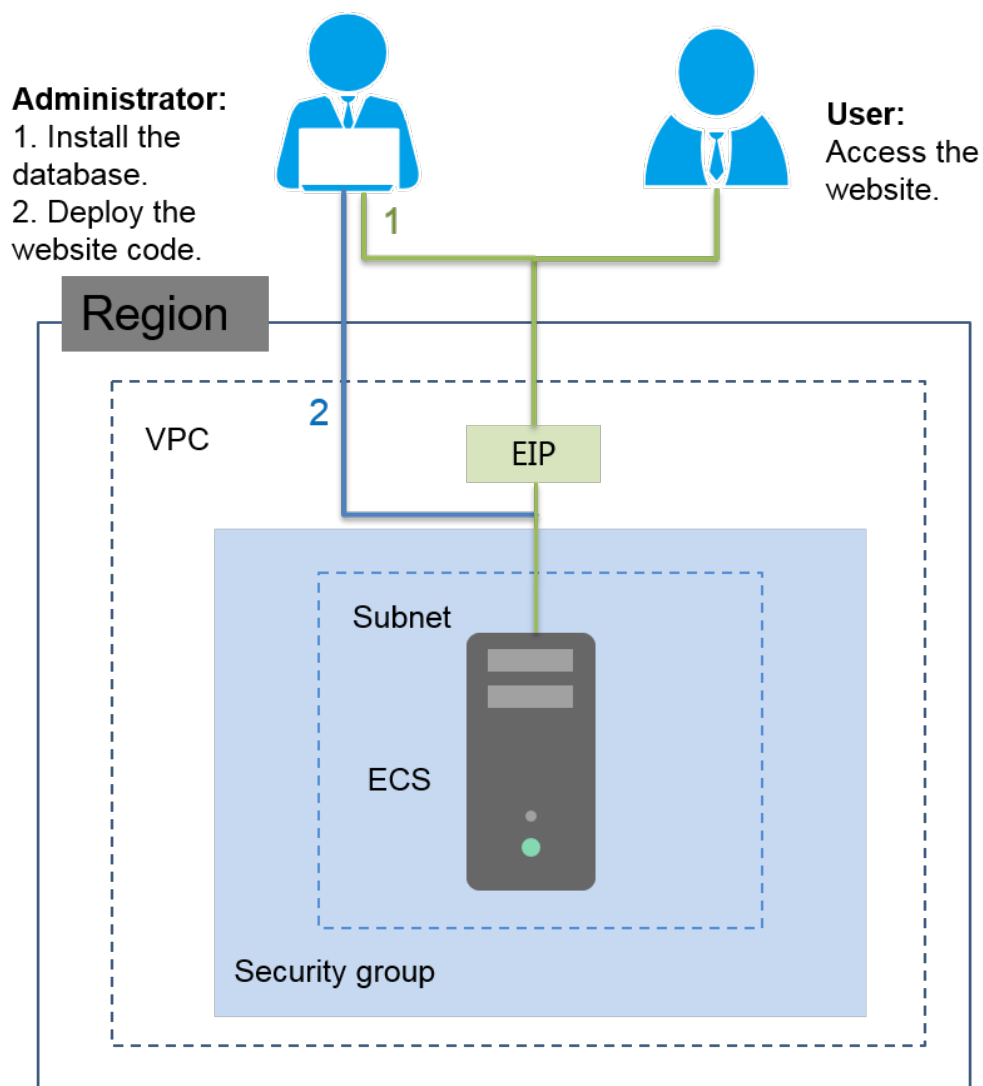 Administrator:
1. Install the
database.
2. Deploy the
website code.
User:
Access the
website.
1
Region
2
VPC
EIP
Subnet
ECS
Security group